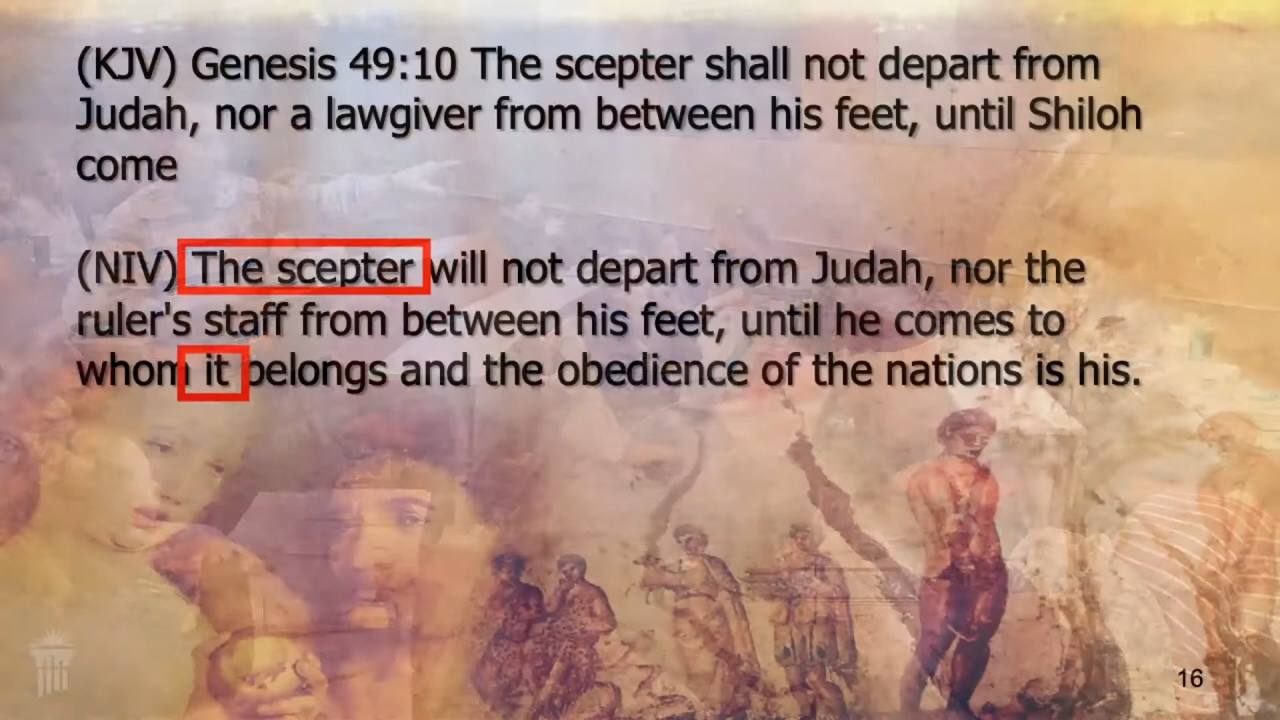 (KJV) Genesis 49:10 The scepter shall not depart from
Judah, nor a lawgiver from between his feet, until Shiloh
come
(NIV) The scepter will not depart from Judah, nor the
ruler's staff from between his feet, until he comes to
whom it belongs and the obedience of the nations is his.
16